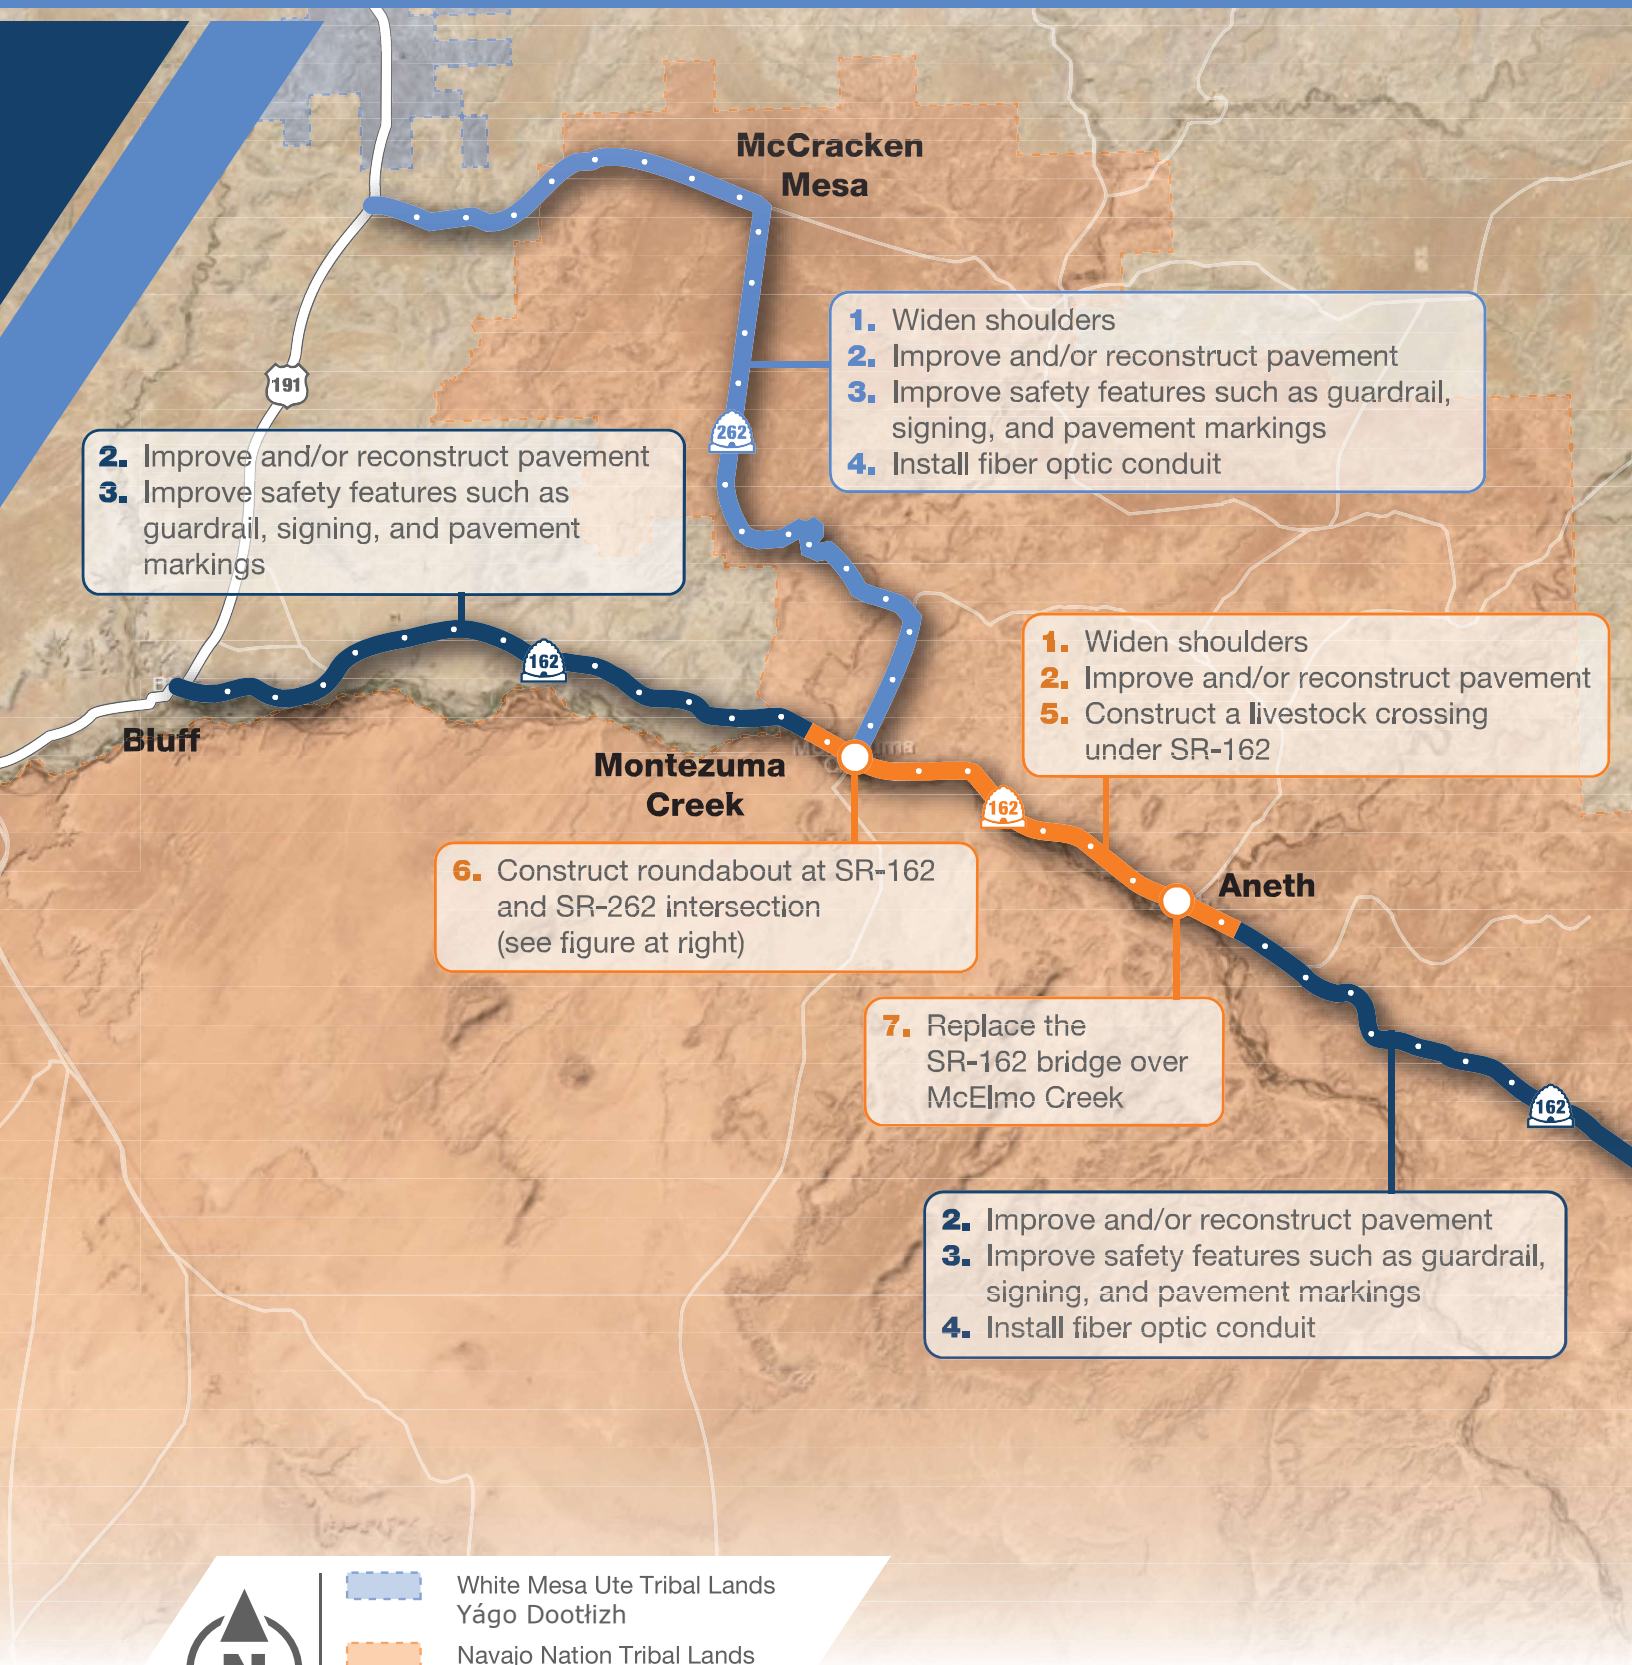 McCracken
Mesa
1. Widen shoulders
2. Improve and/or reconstruct pavement
3. Improve safety features such as guardrail,
signing, and pavement markings
4. Install fiber optic conduit
191
262
2. Improve and/or reconstruct pavement
3. Improve safety features such as
guardrail, signing, and pavement
markings
162
1. Widen shoulders
2. Improve and/or reconstruct pavement
5. Construct a livestock crossing
under SR-162
Bluff
Montezuma
Creek
162
6. Construct roundabout at SR-162
and SR-262 intersection
(see figure at right)
Aneth
7. Replace the
SR-162 bridge over
McElmo Creek
162
2. Improve and/or reconstruct pavement
3. Improve safety features such as guardrail,
signing, and pavement markings
4. Install fiber optic conduit
White Mesa Ute Tribal Lands
Yágo Dootłizh
Navajo Nation Tribal Lands
N